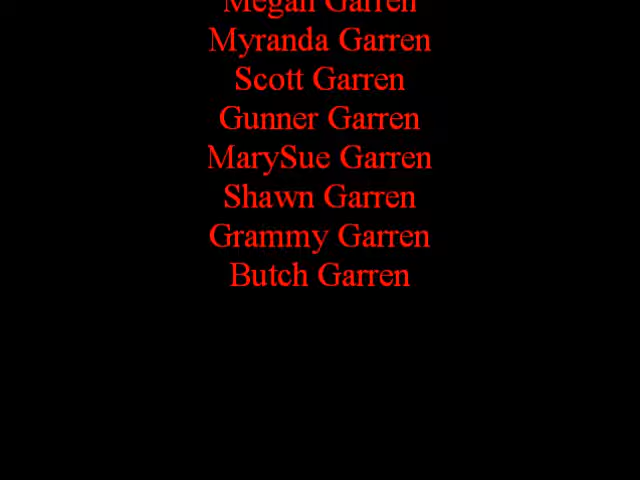 Megan Garren
Myranda Garren
Scott Garren
Gunner Garren
MarySue Garren
Shawn Garren
Grammy Garren
Butch Garren